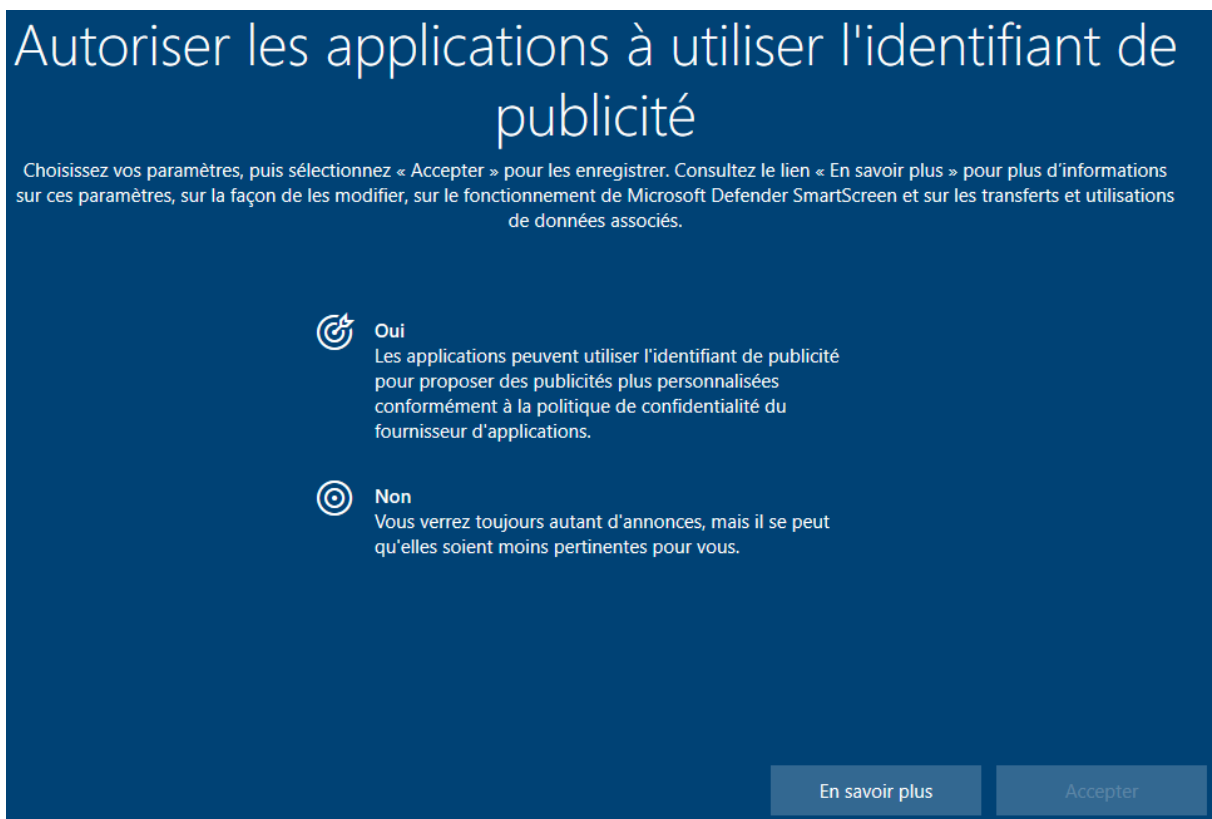 Autoriser les applications à utiliser l'identifiant de
publicité
Choisissez vos paramètres, puis sélectionnez « Accepter » pour les enregistrer. Consultez le lien « En savoir plus » pour plus d’informations
sur ces paramètres, sur la façon de les modifier, sur le fonctionnement de Microsoft Defender SmartScreen et sur les transferts et utilisations
de données associés.
Oui
Les applications peuvent utiliser l'identifiant de publicité
pour proposer des publicités plus personnalisées
conformément à la politique de confidentialité du
fournisseur d'applications.
Non
Vous verrez toujours autant d'annonces, mais il se peut
qu'elles soient moins pertinentes pour vous.
En savoir plus
Accepter